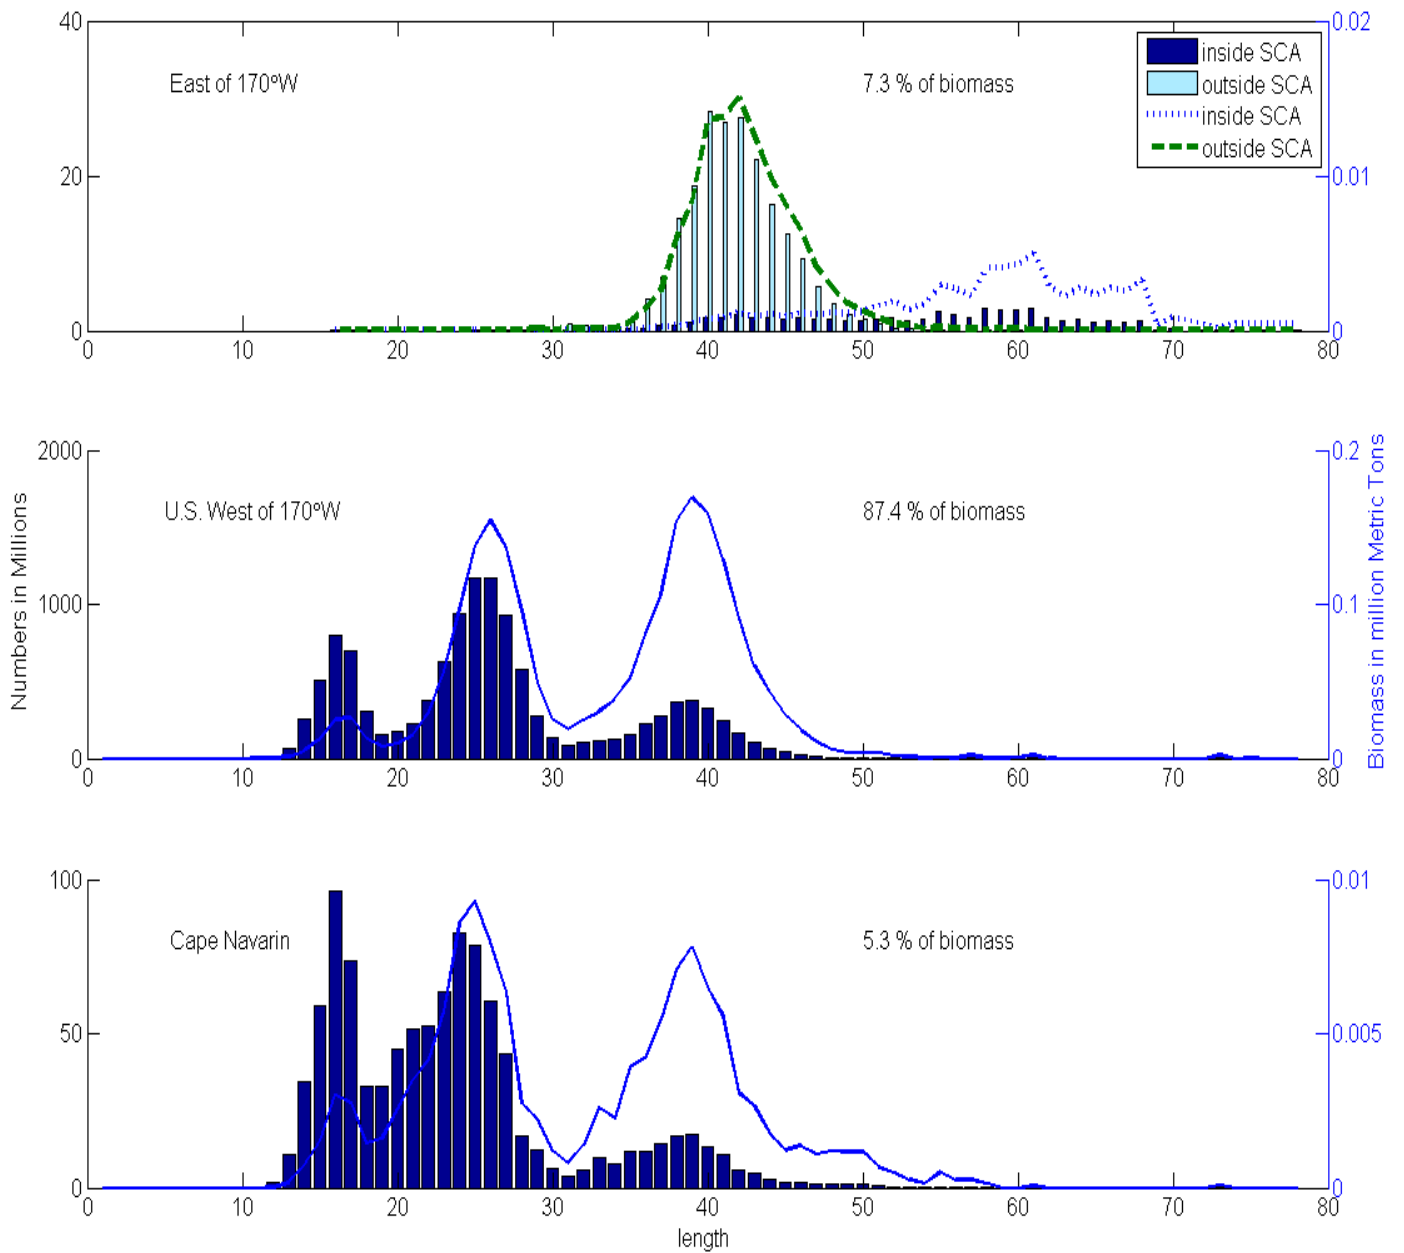 40
20
0
0.02
0.01
0
East of 170ºW
7.3 % of biomass
inside SCA
outside SCA
inside SCA
outside SCA
0 10 20 30 40 50 60 70 80
2000
1000
0
0.2
0.1
0
U.S. West of 170ºW
87.4 % of biomass
Numbers in Millions
Biomass in million Metric Tons
0 10 20 30 40 50 60 70 80
100
50
0
0.01
0.005
0
Cape Navarin
5.3 % of biomass
0 10 20 30 40 50 60 70 80
length